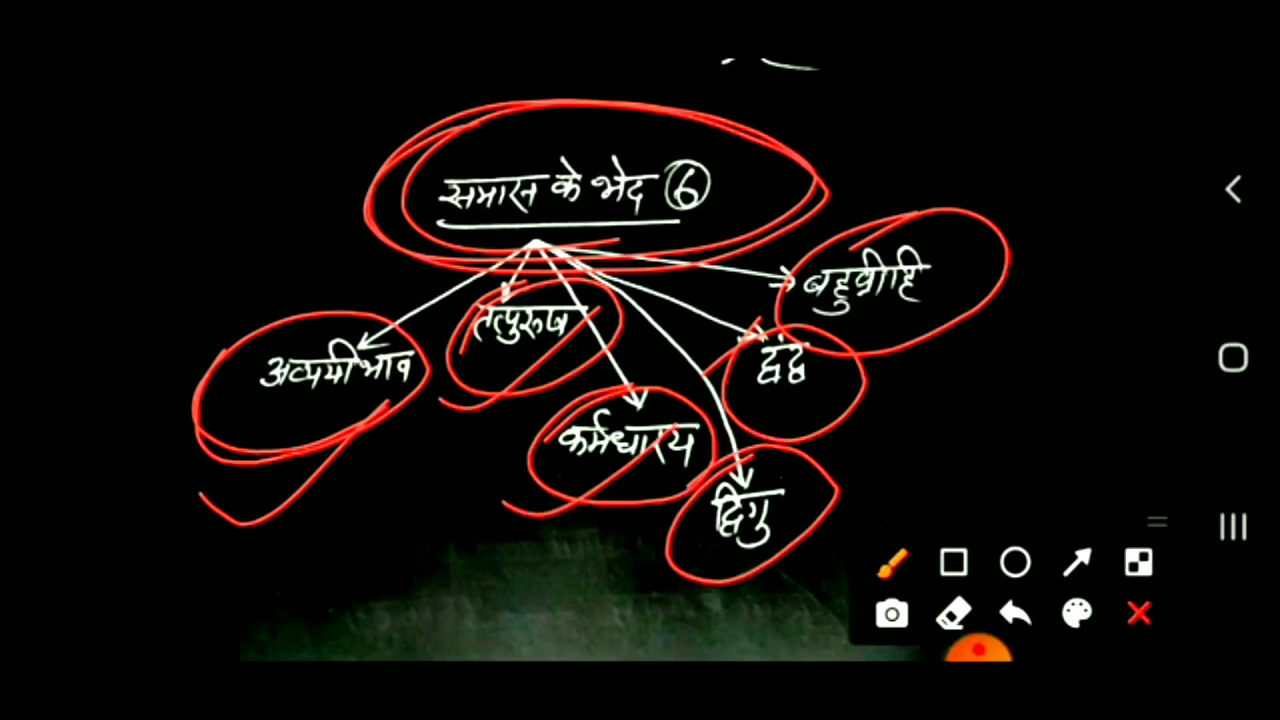 समास के भेद 6
बहुव्रीहि
तत्पुरूष
अव्ययीभाव
द्वंद्व
कर्मधारय
द्विगु